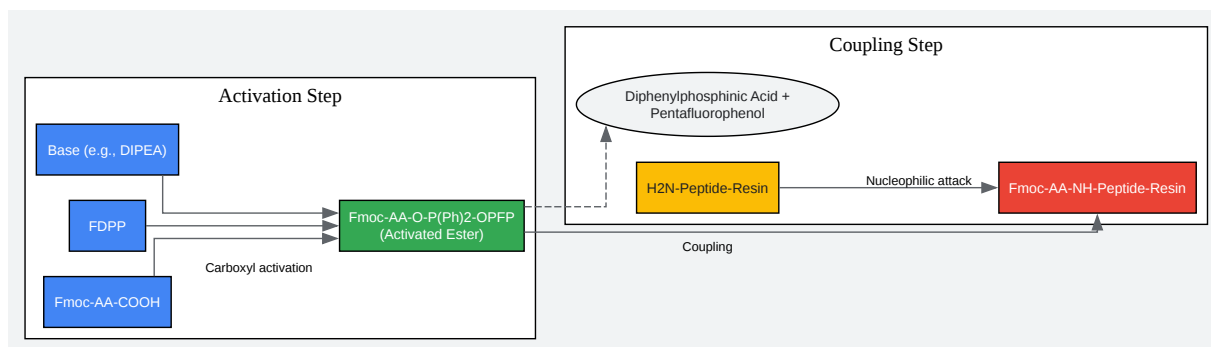 Coupling Step
Activation Step
Diphenylphosphinic Acid +
Pentafluorophenol
Base (e.g., DIPEA)
H2N-Peptide-Resin
Nucleophilic attack
Fmoc-AA-NH-Peptide-Resin
FDPP
Fmoc-AA-O-P(Ph)2-OPFP
(Activated Ester)
Coupling
Carboxyl activation
Fmoc-AA-COOH